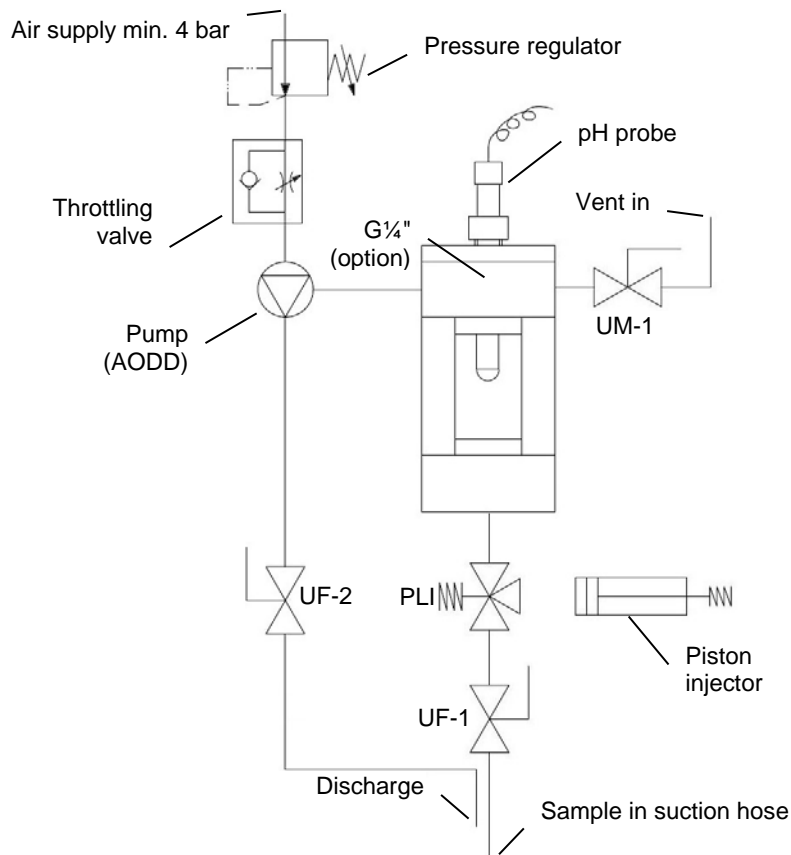 Air supply min. 4 bar
Pressure regulator
pH probe
Vent in
Throttling
valve
G¼"
(option)
UM-1
Pump
(AODD)
UF-2
PLI
Piston
injector
UF-1
Discharge
Sample in suction hose